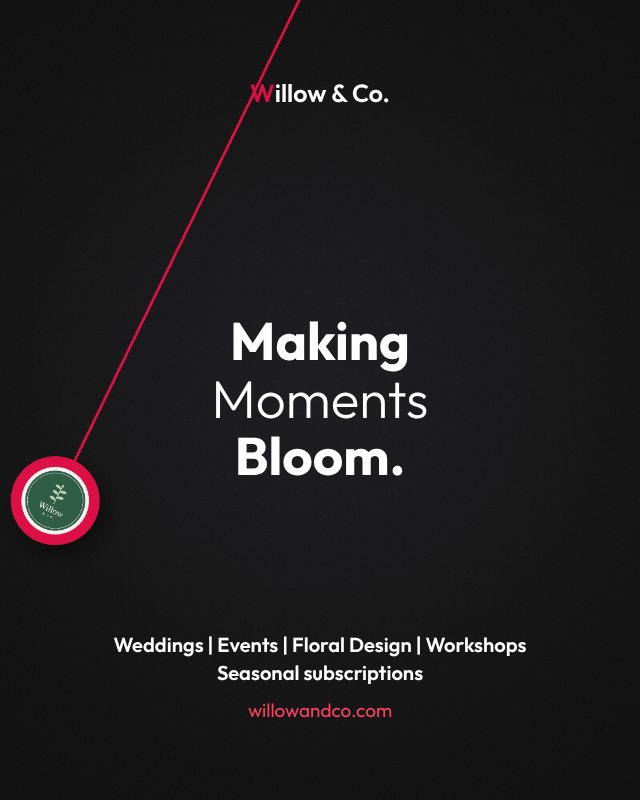 Willow & Co.
Making
Moments
Bloom.
Willow
Weddings | Events | Floral Design | Workshops
Seasonal subscriptions
willowandco.com